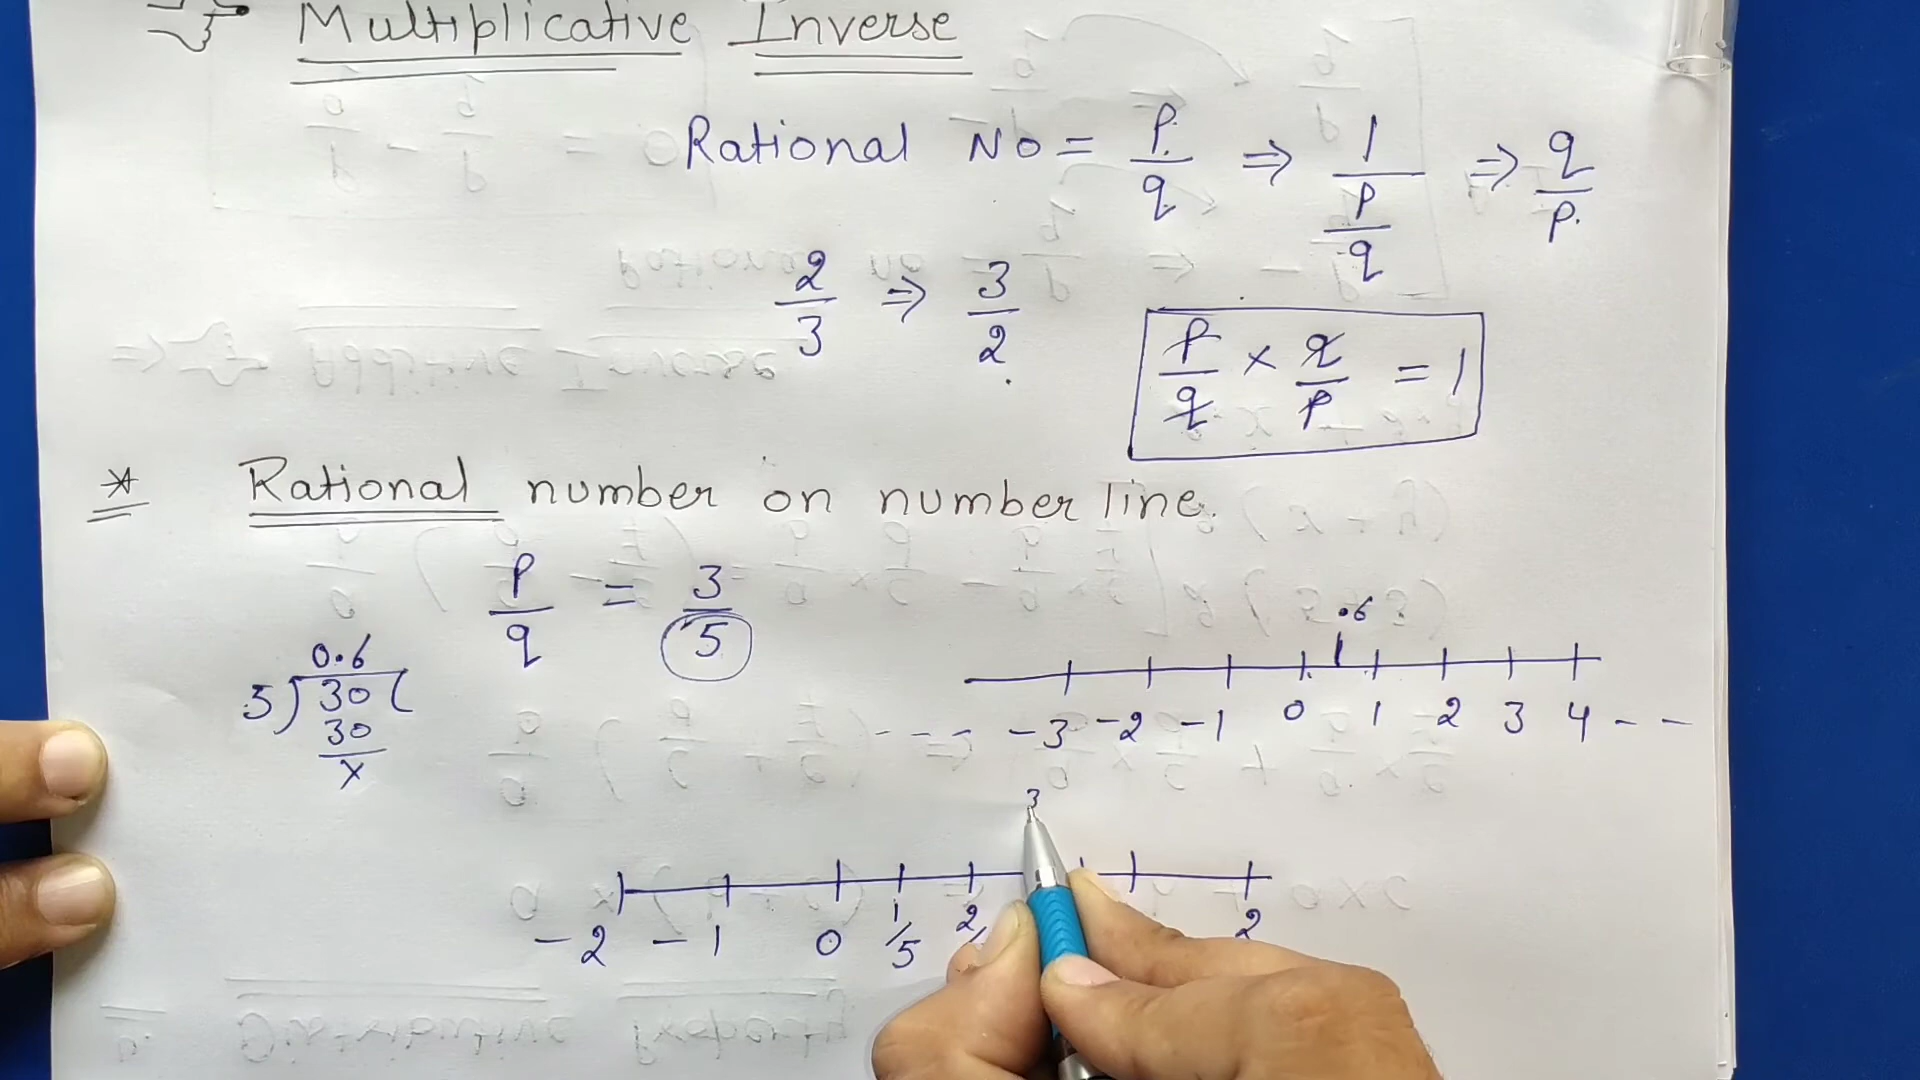 Multiplicative Inverse
Rational No = p/q ⇒ 1/(p/q) ⇒ q/p.
2/3 ⇒ 3/2
p/q × q/p = 1
* Rational number on number line.
p/q = 3/5
0.6
5) 30 (
30
x
.6
--- -3 -2 -1 0 1 2 3 4 --
3
-2 -1 0 1/5 2/ 2